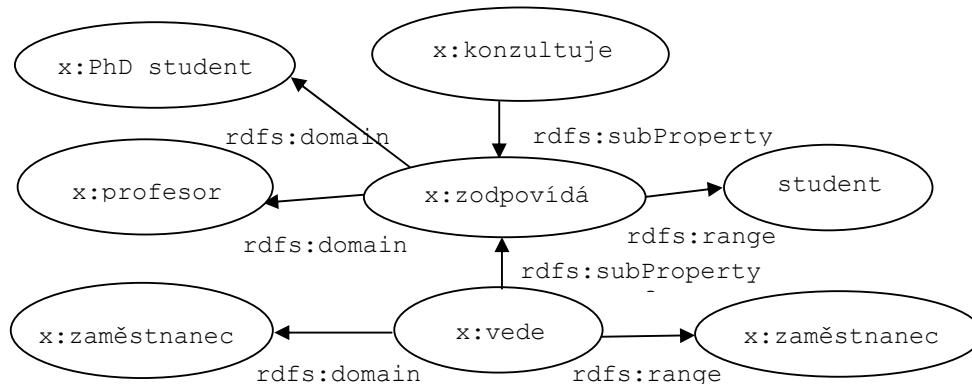 x:konzultuje
x:PhD student
rdfs:domain
rdfs:subProperty
x:profesor
x:zodpovídá
student
rdfs:domain
rdfs:range
rdfs:subProperty
x:zaměstnanec
x:vede
x:zaměstnanec
rdfs:domain
rdfs:range